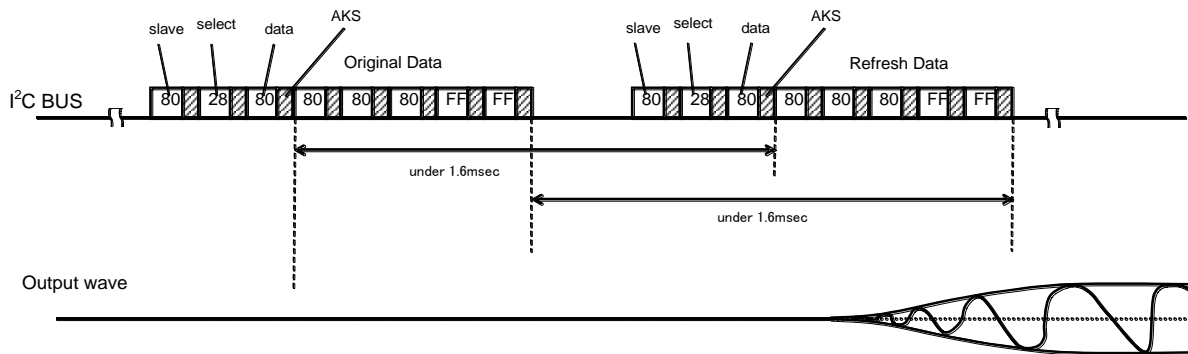 slave select data AKS slave select data AKS
Original Data Refresh Data
I²C BUS 80 28 80 80 80 80 FF FF 80 28 80 80 80 80 FF FF
under 1.6msec
under 1.6msec
Output wave